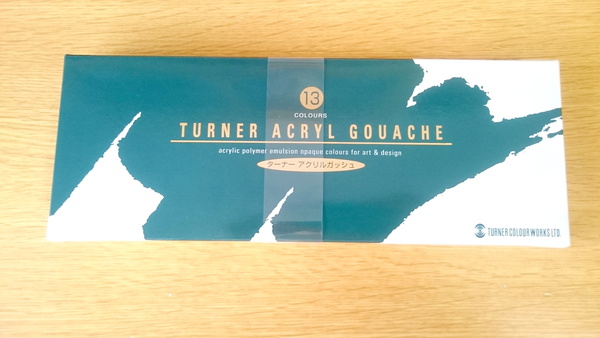 13
COLOURS
TURNER ACRYL GOUACHE
acrylic polymer emulsion opaque colours for art & design
ターナー アクリルガッシュ
TURNER COLOUR WORKS LTD.